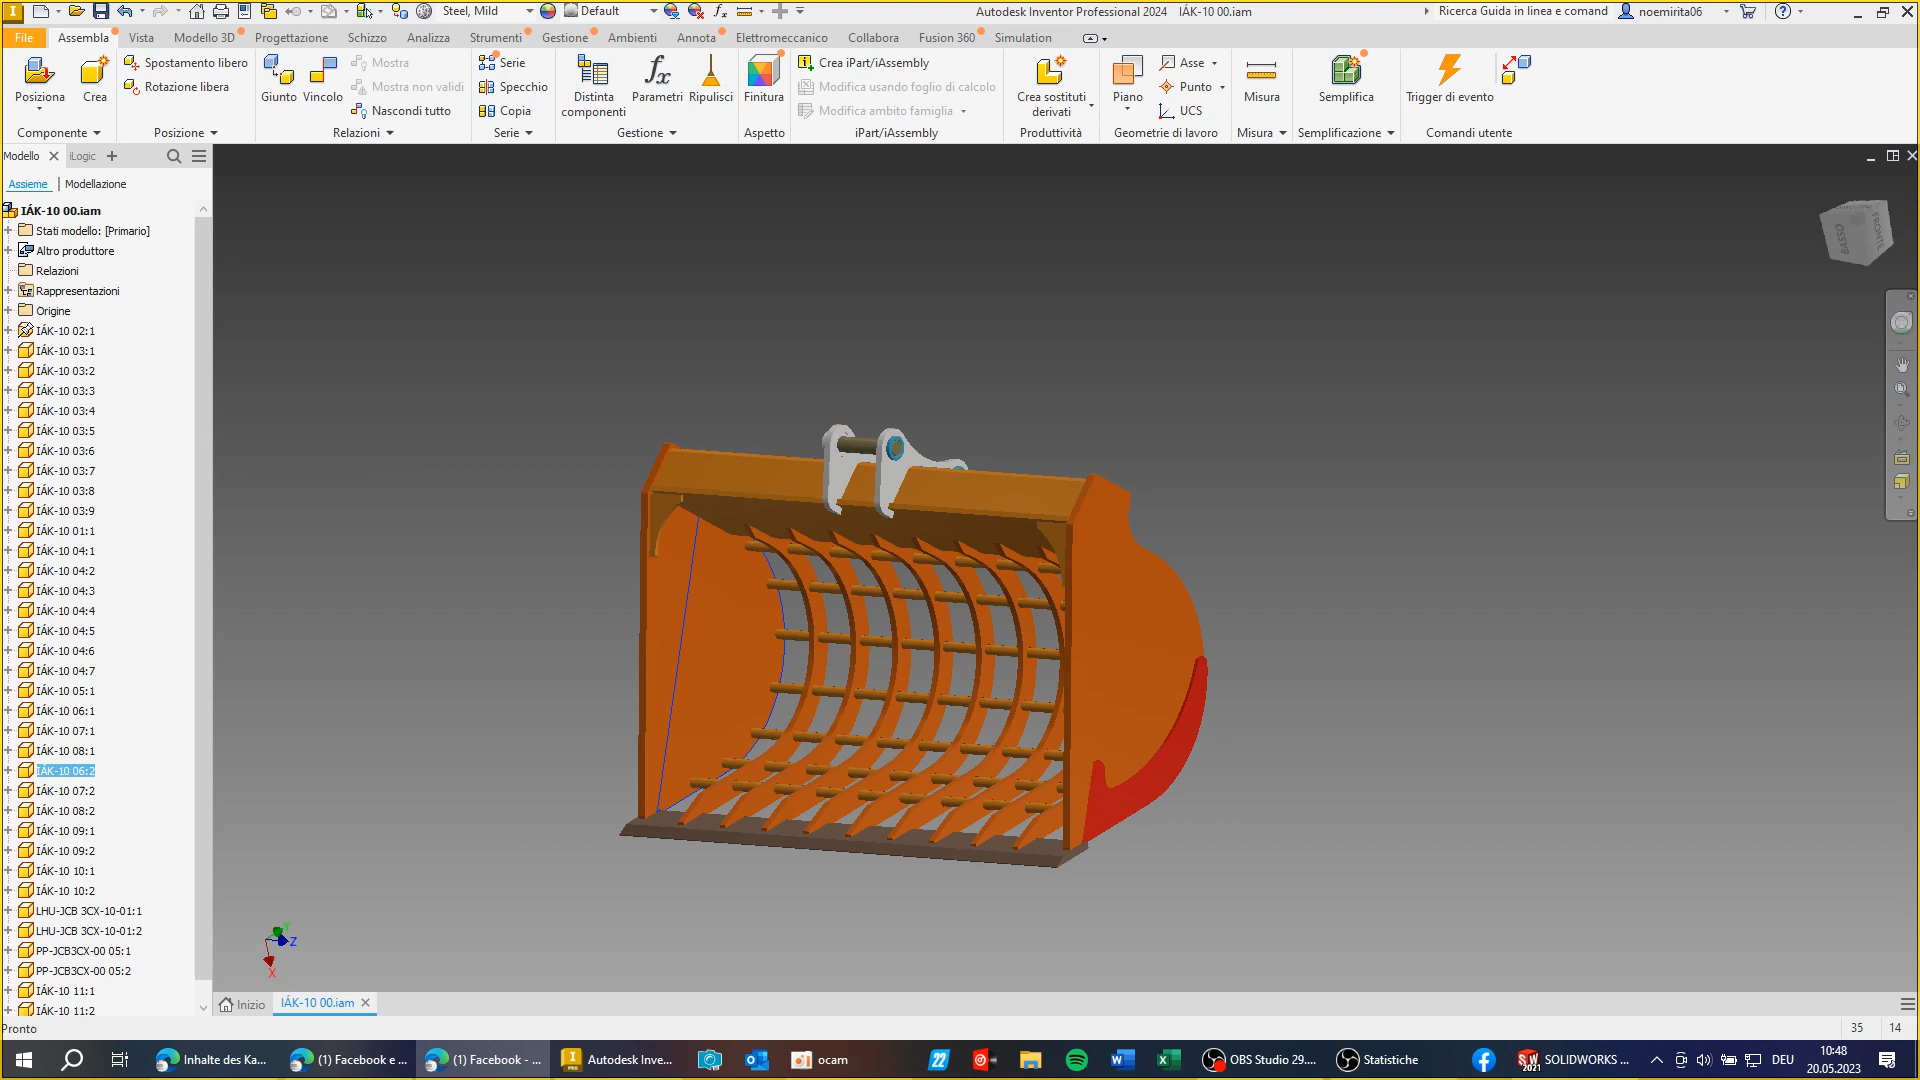 Steel, Mild
Default
Autodesk Inventor Professional 2024 IÁK-10 00.iam
Ricerca Guida in linea e comand
noemirita06
File
Assembla
Vista
Modello 3D
Progettazione
Schizzo
Analizza
Strumenti
Gestione
Ambienti
Annota
Elettromeccanico
Collabora
Fusion 360
Simulation
Posiziona
Crea
Spostamento libero
Rotazione libera
Giunto
Vincolo
Mostra
Mostra non validi
Nascondi tutto
Serie
Specchio
Copia
Distinta componenti
Parametri
Ripulisci
Finitura
Crea iPart/iAssembly
Modifica usando foglio di calcolo
Modifica ambito famiglia
Crea sostituti derivati
Piano
Asse
Punto
UCS
Misura
Semplifica
Trigger di evento
Componente
Posizione
Relazioni
Serie
Gestione
Aspetto
iPart/iAssembly
Produttività
Geometrie di lavoro
Misura
Semplificazione
Comandi utente
Modello
iLogic
Assieme | Modellazione
IÁK-10 00.iam
Stati modello: [Primario]
Altro produttore
Relazioni
Rappresentazioni
Origine
IÁK-10 02:1
IÁK-10 03:1
IÁK-10 03:2
IÁK-10 03:3
IÁK-10 03:4
IÁK-10 03:5
IÁK-10 03:6
IÁK-10 03:7
IÁK-10 03:8
IÁK-10 03:9
IÁK-10 01:1
IÁK-10 04:1
IÁK-10 04:2
IÁK-10 04:3
IÁK-10 04:4
IÁK-10 04:5
IÁK-10 04:6
IÁK-10 04:7
IÁK-10 05:1
IÁK-10 06:1
IÁK-10 07:1
IÁK-10 08:1
IÁK-10 06:2
IÁK-10 07:2
IÁK-10 08:2
IÁK-10 09:1
IÁK-10 09:2
IÁK-10 10:1
IÁK-10 10:2
LHU-JCB 3CX-10-01:1
LHU-JCB 3CX-10-01:2
PP-JCB3CX-00 05:1
PP-JCB3CX-00 05:2
IÁK-10 11:1
IÁK-10 11:2
BASSO
FRONTE
Y
Z
X
Inizio
IÁK-10 00.iam
Pronto
35
14
Inhalte des Ka...
(1) Facebook e ...
(1) Facebook - ...
Autodesk Inve...
ocam
22
OBS Studio 29....
Statistiche
SOLIDWORKS ...
DEU
10:48
20.05.2023